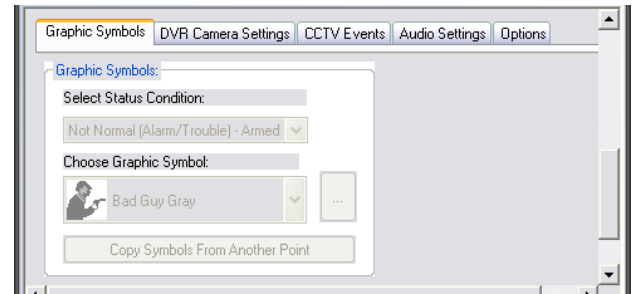 Graphic Symbols DVR Camera Settings CCTV Events Audio Settings Options
Graphic Symbols:
Select Status Condition:
Not Normal (Alarm/Trouble) - Armed
Choose Graphic Symbol:
Bad Guy Gray ...
Copy Symbols From Another Point